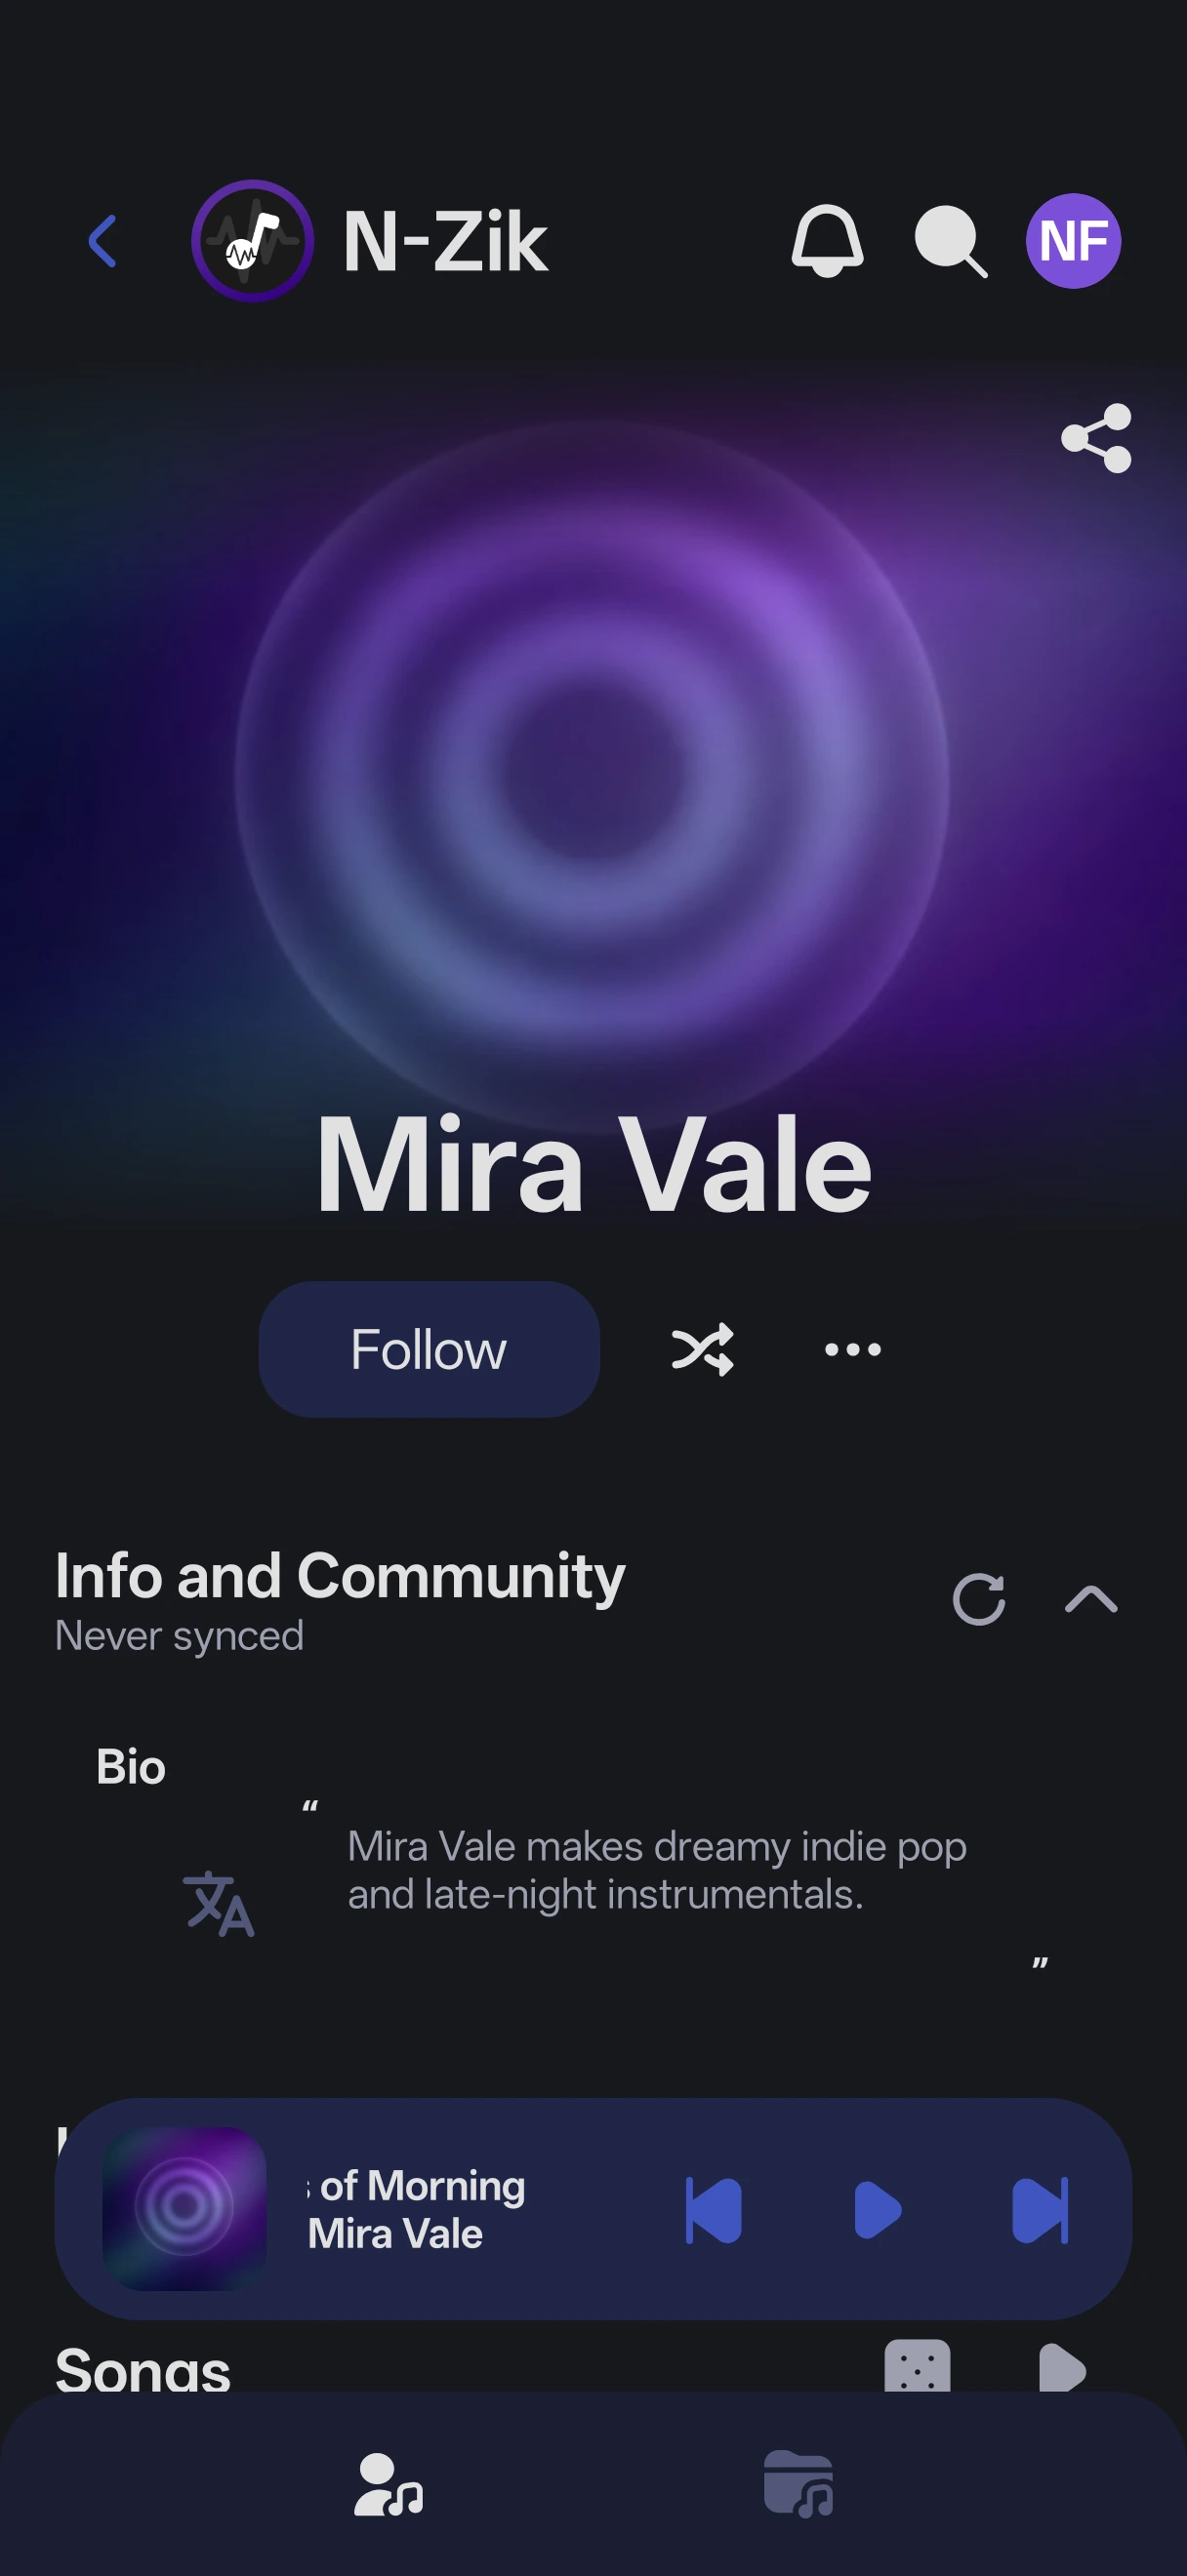 N-Zik
NF
Mira Vale
Follow
Info and Community
Never synced
Bio
“
Mira Vale makes dreamy indie pop
and late-night instrumentals.
”
of Morning
Mira Vale
Songs